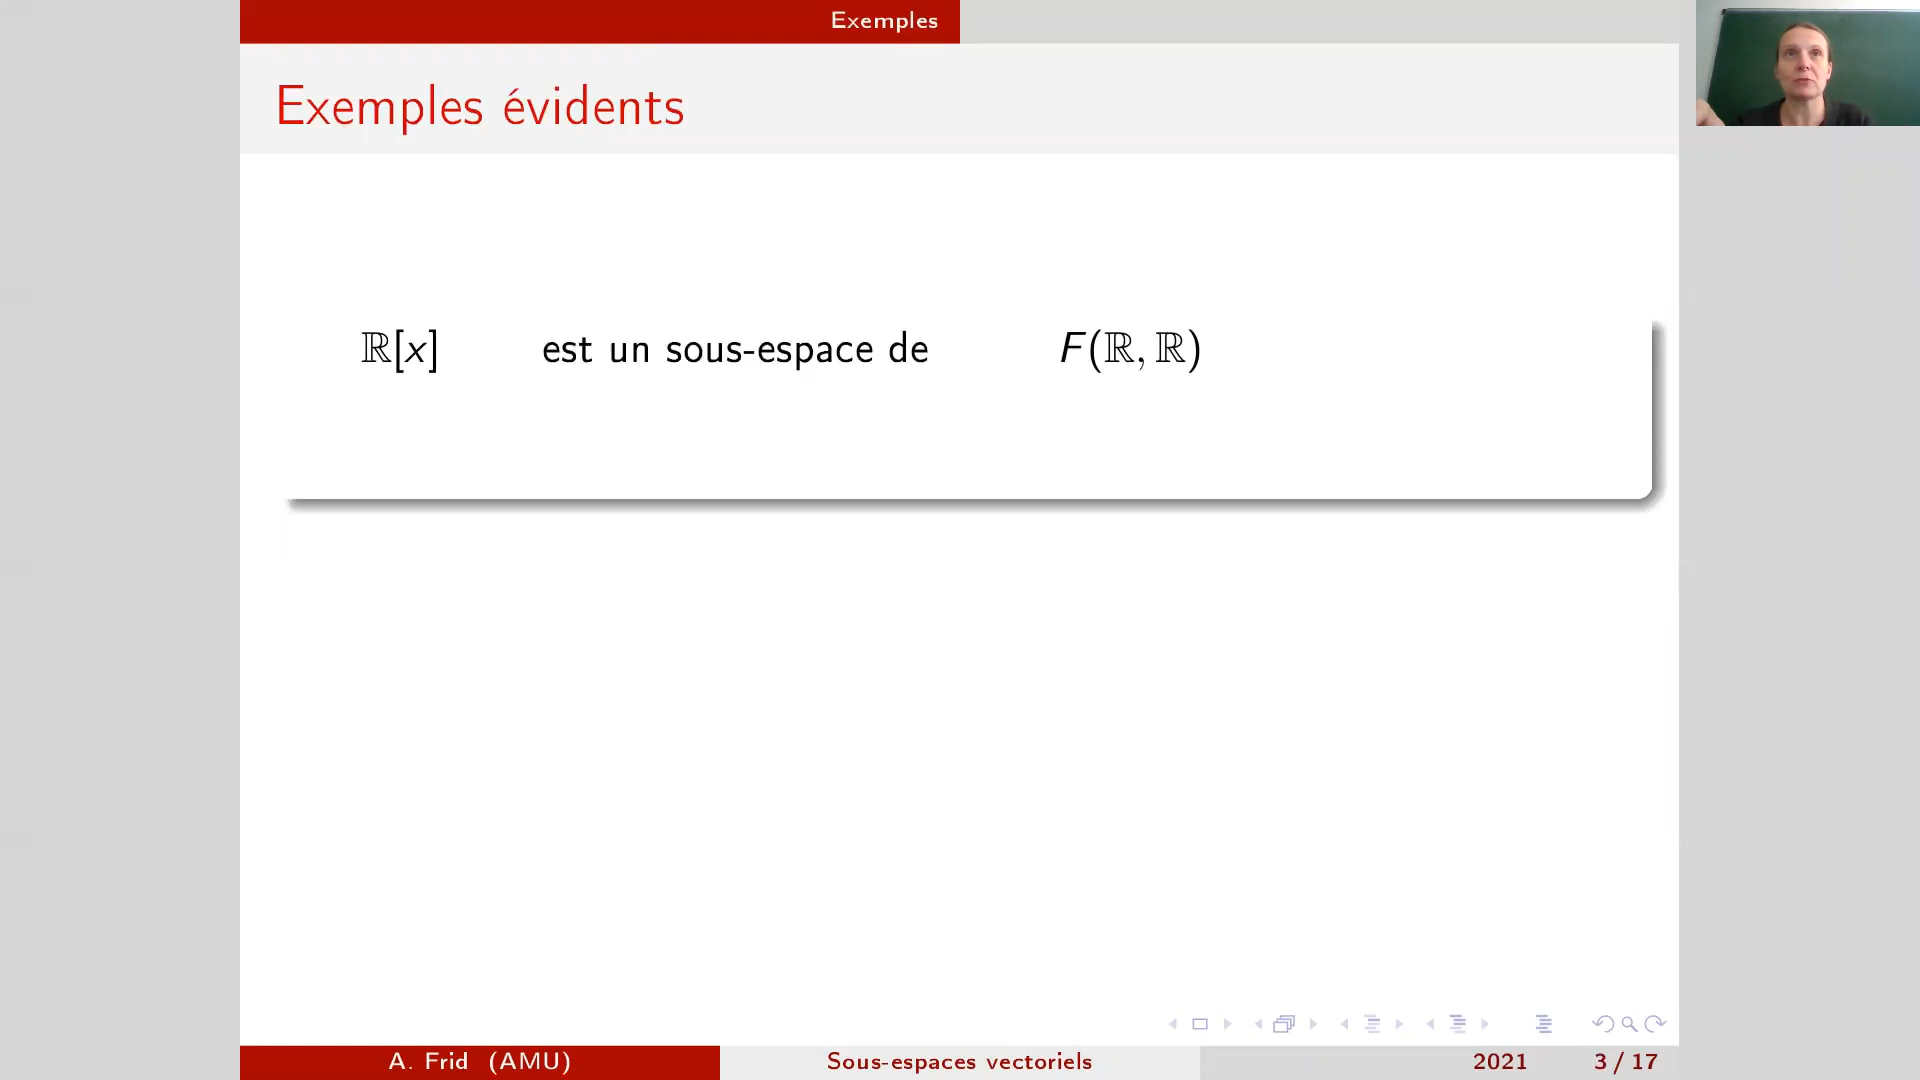 Exemples
Exemples évidents
ℝ[x] est un sous-espace de F(ℝ, ℝ)
A. Frid (AMU) Sous-espaces vectoriels 2021 3 / 17